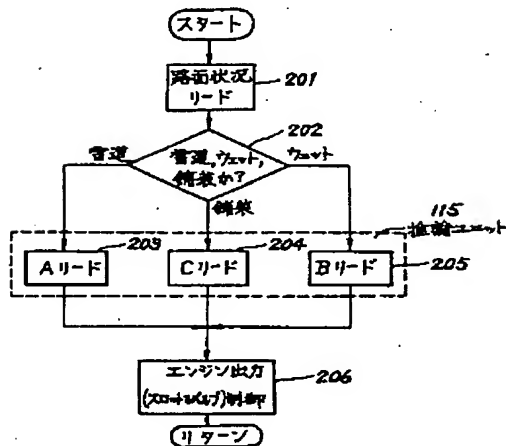 スタート
路面状況
リード
201
202
雪道
雪道,ウェット,
舗装か?
ウェット
舗装
115
推論ユニット
203
204
Aリード
Cリード
Bリード
205
エンジン出力
(スロットルバルブ)制御
206
リターン